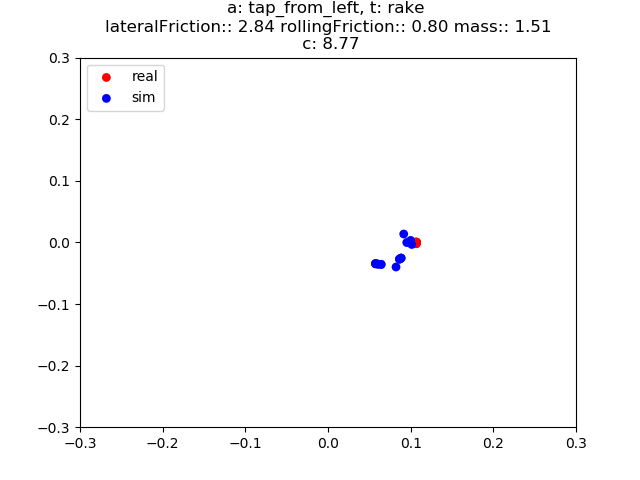 a: tap_from_left, t: rake
lateralFriction:: 2.84 rollingFriction:: 0.80 mass:: 1.51
c: 8.77
real
sim
0.3
0.2
0.1
0.0
−0.1
−0.2
−0.3
−0.3 −0.2 −0.1 0.0 0.1 0.2 0.3